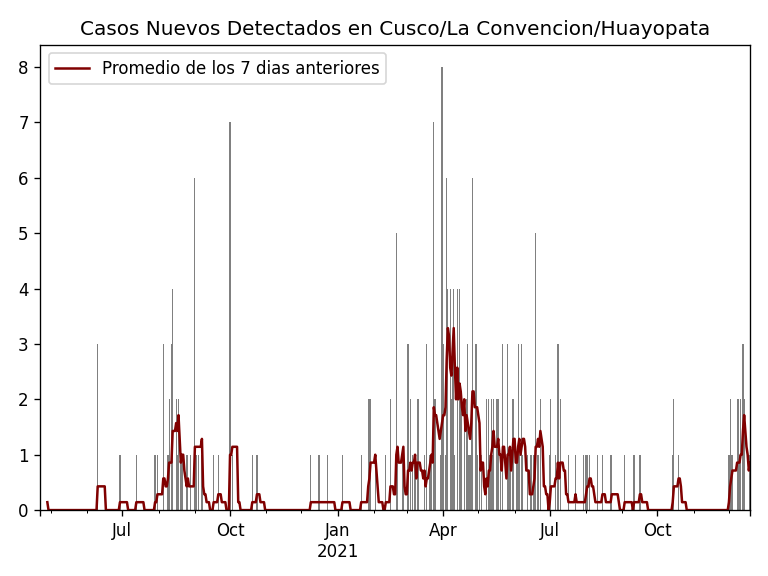 Casos Nuevos Detectados en Cusco/La Convencion/Huayopata
Promedio de los 7 dias anteriores
8
7
6
5
4
3
2
1
0
Jul
Oct
Jan
2021
Apr
Jul
Oct